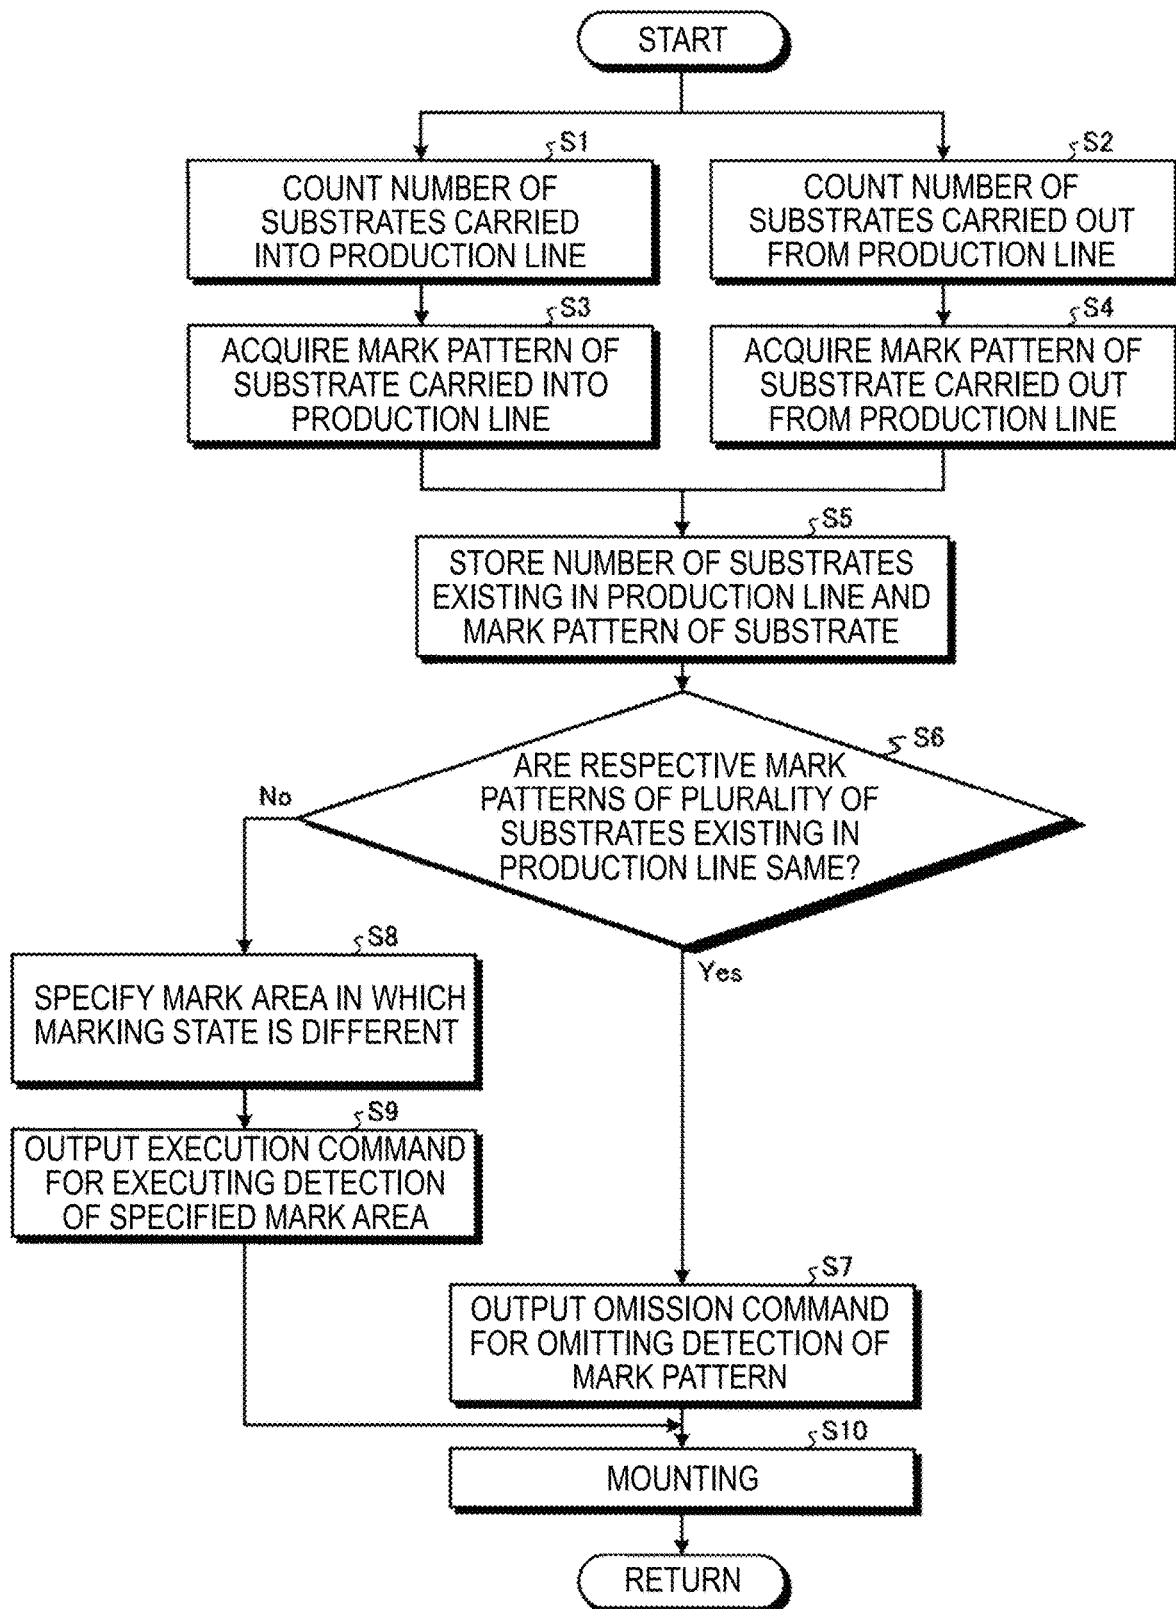 START
S1
COUNT NUMBER OF
SUBSTRATES CARRIED
INTO PRODUCTION LINE
S2
COUNT NUMBER OF
SUBSTRATES CARRIED OUT
FROM PRODUCTION LINE
S3
ACQUIRE MARK PATTERN OF
SUBSTRATE CARRIED INTO
PRODUCTION LINE
S4
ACQUIRE MARK PATTERN OF
SUBSTRATE CARRIED OUT
FROM PRODUCTION LINE
S5
STORE NUMBER OF SUBSTRATES
EXISTING IN PRODUCTION LINE AND
MARK PATTERN OF SUBSTRATE
S6
ARE RESPECTIVE MARK
PATTERNS OF PLURALITY OF
SUBSTRATES EXISTING IN
PRODUCTION LINE SAME?
No
Yes
S8
SPECIFY MARK AREA IN WHICH
MARKING STATE IS DIFFERENT
S9
OUTPUT EXECUTION COMMAND
FOR EXECUTING DETECTION
OF SPECIFIED MARK AREA
S7
OUTPUT OMISSION COMMAND
FOR OMITTING DETECTION OF
MARK PATTERN
S10
MOUNTING
RETURN